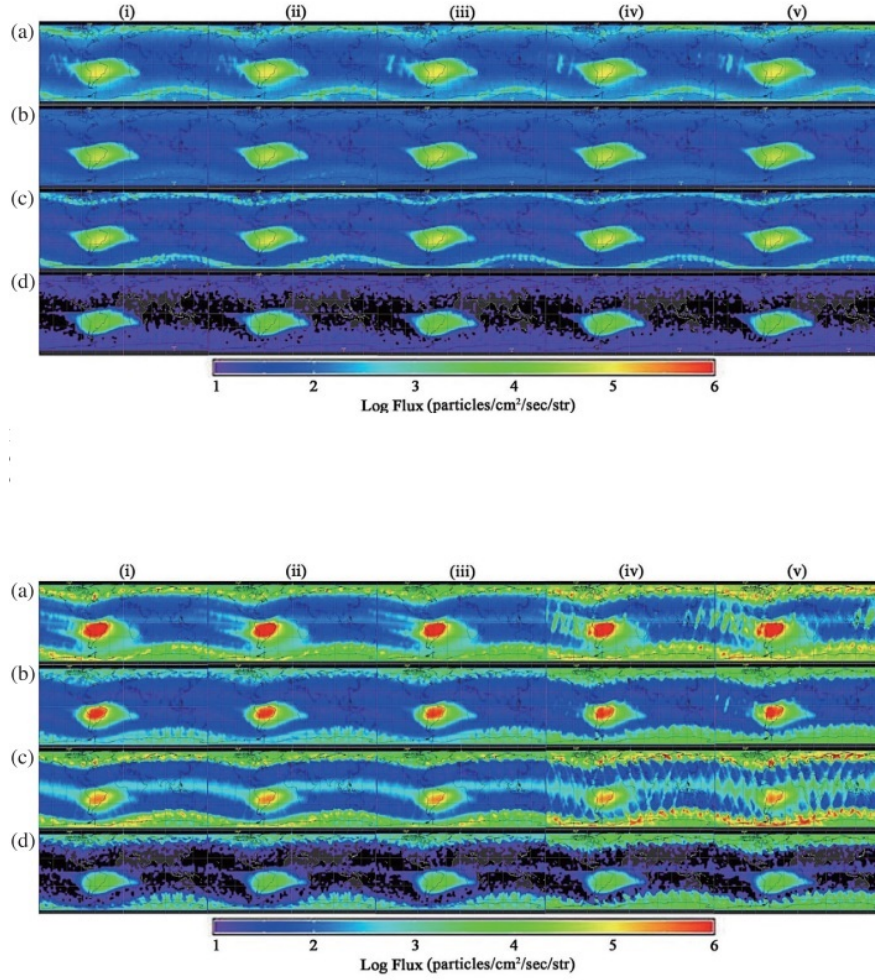 (i) (ii) (iii) (iv) (v)
(a)
(b)
(c)
(d)
1 2 3 4 5 6
Log Flux (particles/cm²/sec/str)
(i) (ii) (iii) (iv) (v)
(a)
(b)
(c)
(d)
1 2 3 4 5 6
Log Flux (particles/cm²/sec/str)